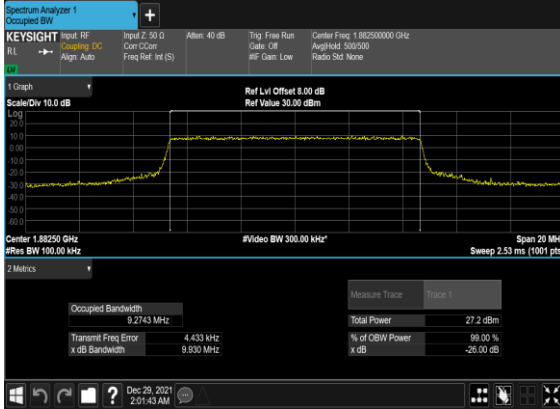 Spectrum Analyzer 1
Occupied BW
+
KEYSIGHT Input: RF Input Z: 50 Ω Atten: 40 dB Trig: Free Run Center Freq: 1.882500000 GHz
RL Coupling: DC Corr CCorr Gate: Off Avg|Hold: 500/500
Align: Auto Freq Ref: Int (S) #IF Gain: Low Radio Std: None
1 Graph
Ref Lvl Offset 8.00 dB
Scale/Div 10.0 dB Ref Value 30.00 dBm
Log
20.0
10.0
0.00
-10.0
-20.0
-30.0
-40.0
-50.0
-60.0
Center 1.88250 GHz #Video BW 300.00 kHz* Span 20 MH
#Res BW 100.00 kHz Sweep 2.53 ms (1001 pts
2 Metrics
Measure Trace Trace 1
Occupied Bandwidth
9.2743 MHz Total Power 27.2 dBm
Transmit Freq Error 4.433 kHz % of OBW Power 99.00 %
x dB Bandwidth 9.930 MHz x dB -26.00 dB
? Dec 29, 2021
2:01:43 AM